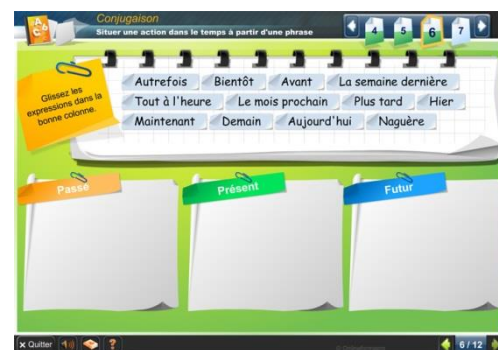 Conjugaison
Situer une action dans le temps à partir d'une phrase
4 5 6 7
Glissez les
expressions dans la
bonne colonne.
Autrefois Bientôt Avant La semaine dernière
Tout à l'heure Le mois prochain Plus tard Hier
Maintenant Demain Aujourd'hui Naguère
Passé Présent Futur
x Quitter ? 6 / 12